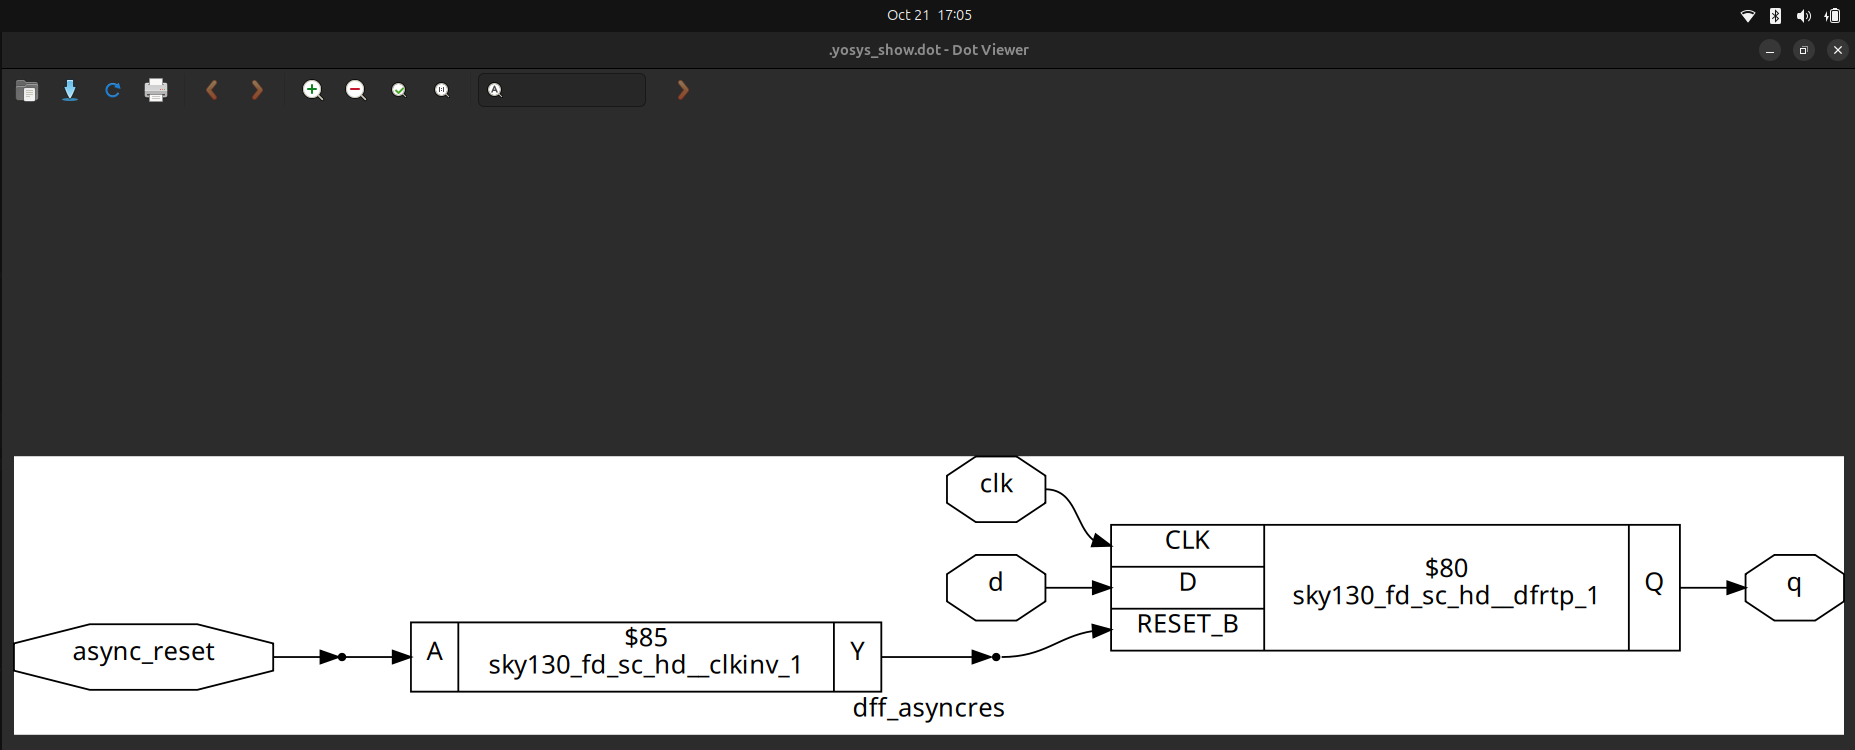 Oct 21 17:05
.yosys_show.dot - Dot Viewer
clk
CLK
d
D
$80
sky130_fd_sc_hd__dfrtp_1
Q
q
RESET_B
async_reset
A
$85
sky130_fd_sc_hd__clkinv_1
Y
dff_asyncres